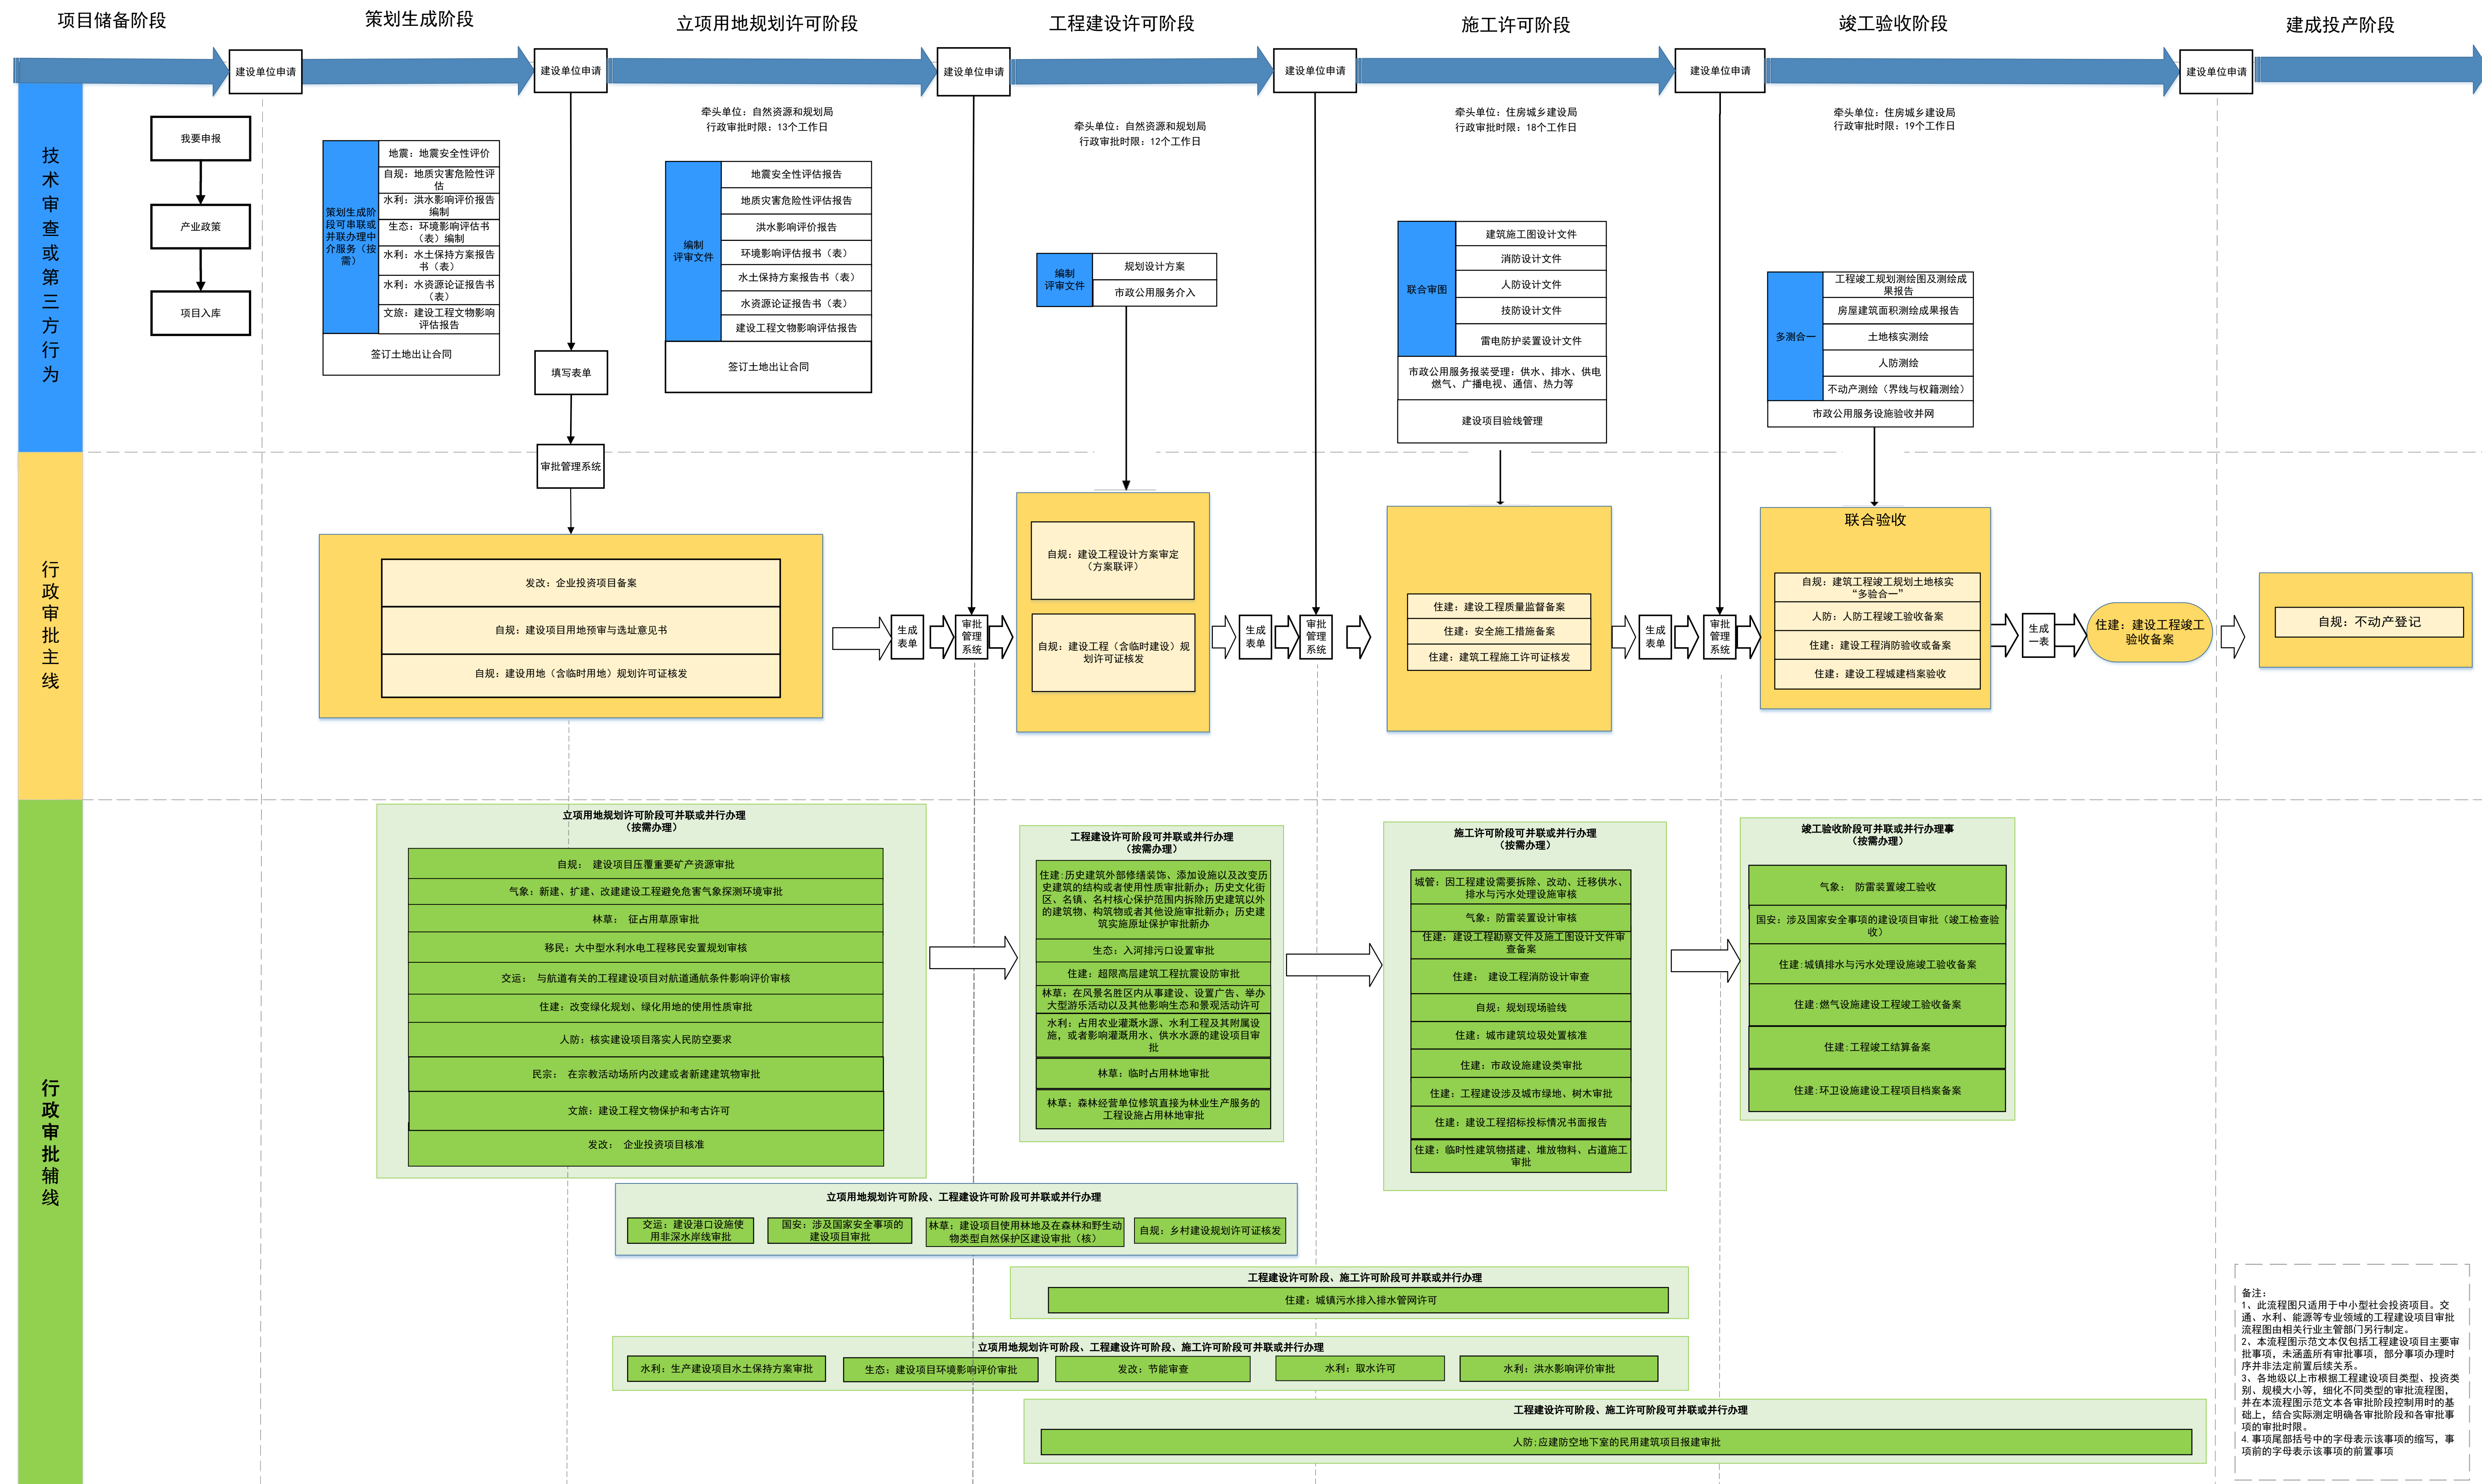 项目储备阶段
策划生成阶段
立项用地规划许可阶段
工程建设许可阶段
施工许可阶段
竣工验收阶段
建成投产阶段
建设单位申请
建设单位申请
建设单位申请
建设单位申请
建设单位申请
建设单位申请
技术审查或第三方行为
我要申报
产业政策
项目入库
策划生成阶
段可串联或
并联办理中
介服务（按
需）
地震：地震安全性评价
自规：地质灾害危险性评
估
水利：洪水影响评价报告
编制
生态：环境影响评估书
（表）编制
水利：水土保持方案报告
书（表）
水利：水资源论证报告书
（表）
文旅：建设工程文物影响
评估报告
签订土地出让合同
填写表单
审批管理系统
牵头单位：自然资源和规划局
行政审批时限：13个工作日
编制
评审文件
地震安全性评估报告
地质灾害危险性评估报告
洪水影响评价报告
环境影响评估报书（表）
水土保持方案报告书（表）
水资源论证报告书（表）
建设工程文物影响评估报告
签订土地出让合同
牵头单位：自然资源和规划局
行政审批时限：12个工作日
编制
评审文件
规划设计方案
市政公用服务介入
牵头单位：住房城乡建设局
行政审批时限：18个工作日
联合审图
建筑施工图设计文件
消防设计文件
人防设计文件
技防设计文件
雷电防护装置设计文件
市政公用服务报装受理：供水、排水、供电
燃气、广播电视、通信、热力等
建设项目验线管理
牵头单位：住房城乡建设局
行政审批时限：19个工作日
多测合一
工程竣工规划测绘图及测绘成
果报告
房屋建筑面积测绘成果报告
土地核实测绘
人防测绘
不动产测绘（界线与权籍测绘）
市政公用服务设施验收并网
行政审批主线
发改：企业投资项目备案
自规：建设项目用地预审与选址意见书
自规：建设用地（含临时用地）规划许可证核发
生成
表单
审批
管理
系统
自规：建设工程设计方案审定
（方案联评）
自规：建设工程（含临时建设）规
划许可证核发
生成
表单
审批
管理
系统
住建：建设工程质量监督备案
住建：安全施工措施备案
住建：建筑工程施工许可证核发
生成
表单
审批
管理
系统
联合验收
自规：建筑工程竣工规划土地核实
“多验合一”
人防：人防工程竣工验收备案
住建：建设工程消防验收或备案
住建：建设工程城建档案验收
生成
一表
住建：建设工程竣工
验收备案
自规：不动产登记
行政审批辅线
立项用地规划许可阶段可并联或并行办理
（按需办理）
自规： 建设项目压覆重要矿产资源审批
气象：新建、扩建、改建建设工程避免危害气象探测环境审批
林草： 征占用草原审批
移民：大中型水利水电工程移民安置规划审核
交运： 与航道有关的工程建设项目对航道通航条件影响评价审核
住建：改变绿化规划、绿化用地的使用性质审批
人防：核实建设项目落实人民防空要求
民宗： 在宗教活动场所内改建或者新建建筑物审批
文旅：建设工程文物保护和考古许可
发改： 企业投资项目核准
工程建设许可阶段可并联或并行办理
（按需办理）
住建:历史建筑外部修缮装饰、添加设施以及改变历
史建筑的结构或者使用性质审批新办；历史文化街
区、名镇、名村核心保护范围内拆除历史建筑以外
的建筑物、构筑物或者其他设施审批新办；历史建
筑实施原址保护审批新办
生态：入河排污口设置审批
住建：超限高层建筑工程抗震设防审批
林草：在风景名胜区内从事建设、设置广告、举办
大型游乐活动以及其他影响生态和景观活动许可
水利：占用农业灌溉水源、水利工程及其附属设
施，或者影响灌溉用水、供水水源的建设项目审
批
林草：临时占用林地审批
林草：森林经营单位修筑直接为林业生产服务的
工程设施占用林地审批
施工许可阶段可并联或并行办理
（按需办理）
城管：因工程建设需要拆除、改动、迁移供水、
排水与污水处理设施审核
气象：防雷装置设计审核
住建：建设工程勘察文件及施工图设计文件审
查备案
住建： 建设工程消防设计审查
自规：规划现场验线
住建：城市建筑垃圾处置核准
住建：市政设施建设类审批
住建：工程建设涉及城市绿地、树木审批
住建：建设工程招标投标情况书面报告
住建：临时性建筑物搭建、堆放物料、占道施工
审批
竣工验收阶段可并联或并行办理事
（按需办理）
气象： 防雷装置竣工验收
国安：涉及国家安全事项的建设项目审批（竣工检查验
收）
住建:城镇排水与污水处理设施竣工验收备案
住建:燃气设施建设工程竣工验收备案
住建:工程竣工结算备案
住建:环卫设施建设工程项目档案备案
立项用地规划许可阶段、工程建设许可阶段可并联或并行办理
交运：建设港口设施使
用非深水岸线审批
国安：涉及国家安全事项的
建设项目审批
林草：建设项目使用林地及在森林和野生动
物类型自然保护区建设审批（核）
自规：乡村建设规划许可证核发
工程建设许可阶段、施工许可阶段可并联或并行办理
住建：城镇污水排入排水管网许可
立项用地规划许可阶段、工程建设许可阶段、施工许可阶段可并联或并行办理
水利：生产建设项目水土保持方案审批
生态：建设项目环境影响评价审批
发改：节能审查
水利：取水许可
水利：洪水影响评价审批
工程建设许可阶段、施工许可阶段可并联或并行办理
人防;应建防空地下室的民用建筑项目报建审批
备注：
1、此流程图只适用于中小型社会投资项目。交
通、水利、能源等专业领域的工程建设项目审批
流程图由相关行业主管部门另行制定。
2、本流程图示范文本仅包括工程建设项目主要审
批事项，未涵盖所有审批事项，部分事项办理时
序并非法定前置后续关系。
3、各地级以上市根据工程建设项目类型、投资类
别、规模大小等，细化不同类型的审批流程图，
并在本流程图示范文本各审批阶段控制用时的基
础上，结合实际测定明确各审批阶段和各审批事
项的审批时限。
4.事项尾部括号中的字母表示该事项的缩写，事
项前的字母表示该事项的前置事项